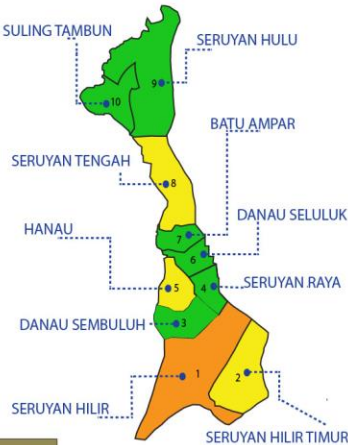 SULING TAMBUN
SERUYAN HULU
9
10
BATU AMPAR
SERUYAN TENGAH
8
DANAU SELULUK
HANAU
7
6
SERUYAN RAYA
5
4
DANAU SEMBULUH
3
1
2
SERUYAN HILIR
SERUYAN HILIR TIMUR